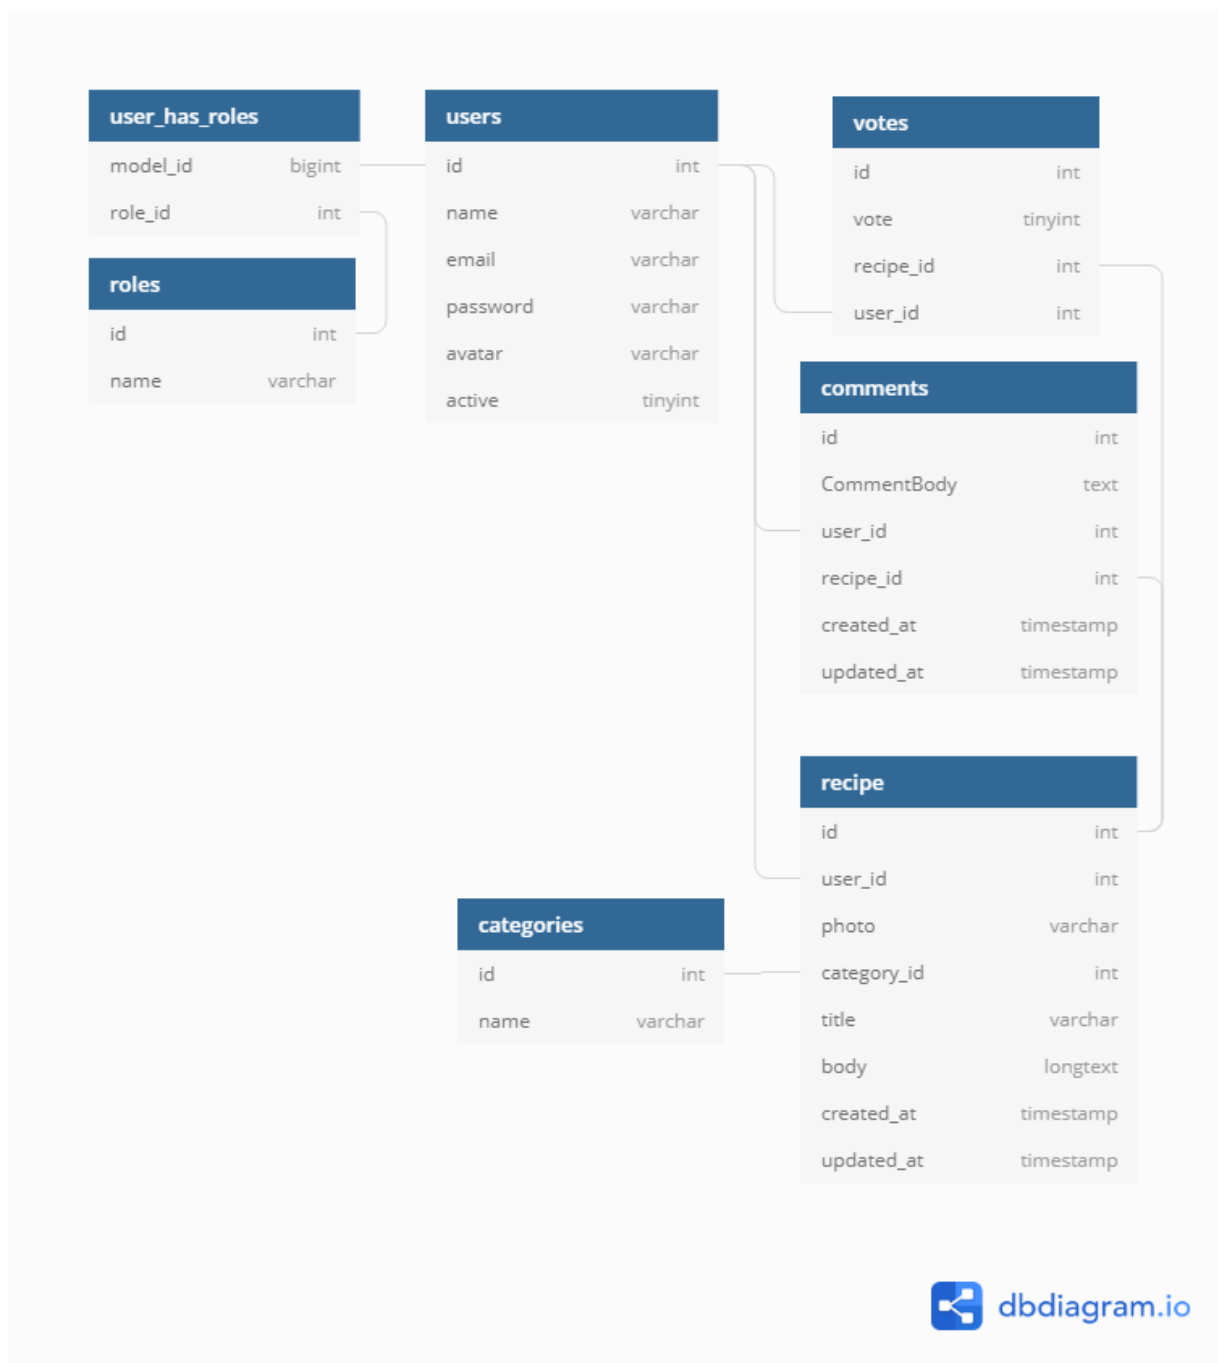 user_has_roles
model_id bigint
role_id int
roles
id int
name varchar
users
id int
name varchar
email varchar
password varchar
avatar varchar
active tinyint
votes
id int
vote tinyint
recipe_id int
user_id int
comments
id int
CommentBody text
user_id int
recipe_id int
created_at timestamp
updated_at timestamp
recipe
id int
user_id int
photo varchar
category_id int
title varchar
body longtext
created_at timestamp
updated_at timestamp
categories
id int
name varchar
dbdiagram.io